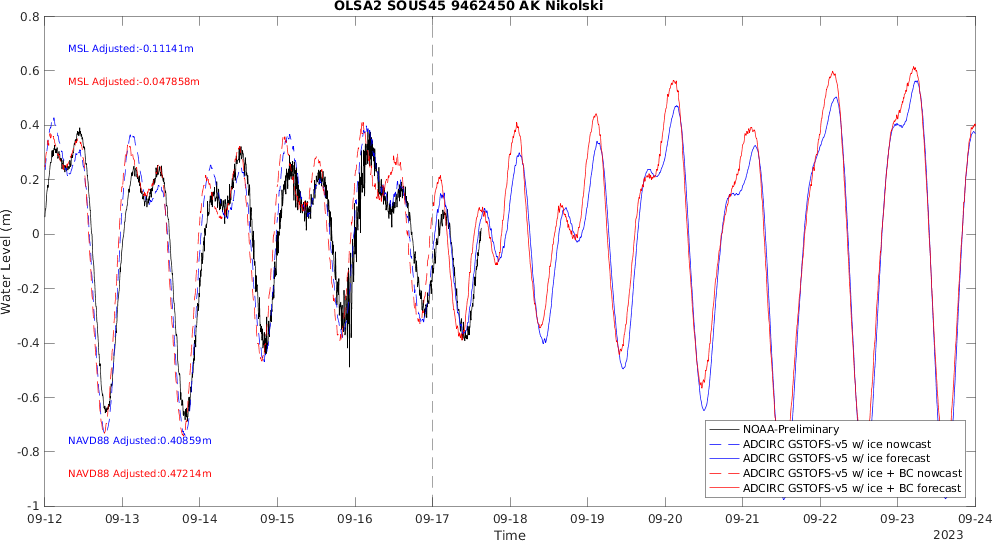 OLSA2 SOUS45 9462450 AK Nikolski
MSL Adjusted:-0.11141m
MSL Adjusted:-0.047858m
NAVD88 Adjusted:0.40859m
NAVD88 Adjusted:0.47214m
Water Level (m)
0.8
0.6
0.4
0.2
0
-0.2
-0.4
-0.6
-0.8
-1
NOAA-Preliminary
ADCIRC GSTOFS-v5 w/ ice nowcast
ADCIRC GSTOFS-v5 w/ ice forecast
ADCIRC GSTOFS-v5 w/ ice + BC nowcast
ADCIRC GSTOFS-v5 w/ ice + BC forecast
09-12 09-13 09-14 09-15 09-16 09-17 09-18 09-19 09-20 09-21 09-22 09-23 09-24
Time
2023